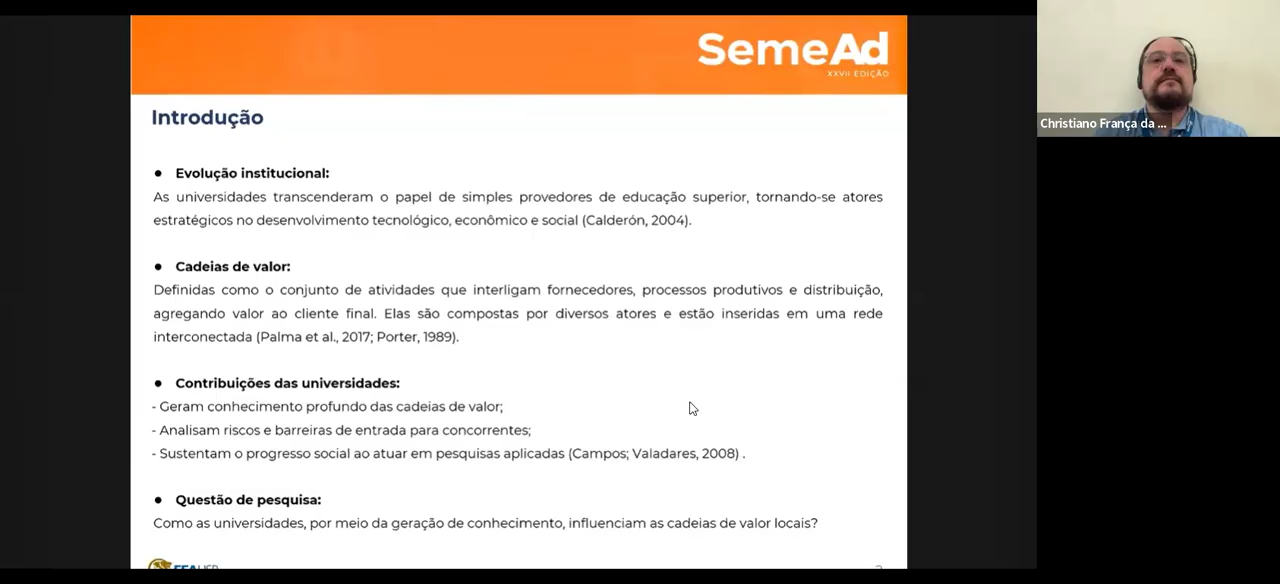 SemeAd
XXVII EDIÇÃO
Introdução
● Evolução institucional:
As universidades transcenderam o papel de simples provedores de educação superior, tornando-se atores
estratégicos no desenvolvimento tecnológico, econômico e social (Calderón, 2004).
● Cadeias de valor:
Definidas como o conjunto de atividades que interligam fornecedores, processos produtivos e distribuição,
agregando valor ao cliente final. Elas são compostas por diversos atores e estão inseridas em uma rede
interconectada (Palma et al., 2017; Porter, 1989).
● Contribuições das universidades:
- Geram conhecimento profundo das cadeias de valor;
- Analisam riscos e barreiras de entrada para concorrentes;
- Sustentam o progresso social ao atuar em pesquisas aplicadas (Campos; Valadares, 2008) .
● Questão de pesquisa:
Como as universidades, por meio da geração de conhecimento, influenciam as cadeias de valor locais?
Christiano França da ...